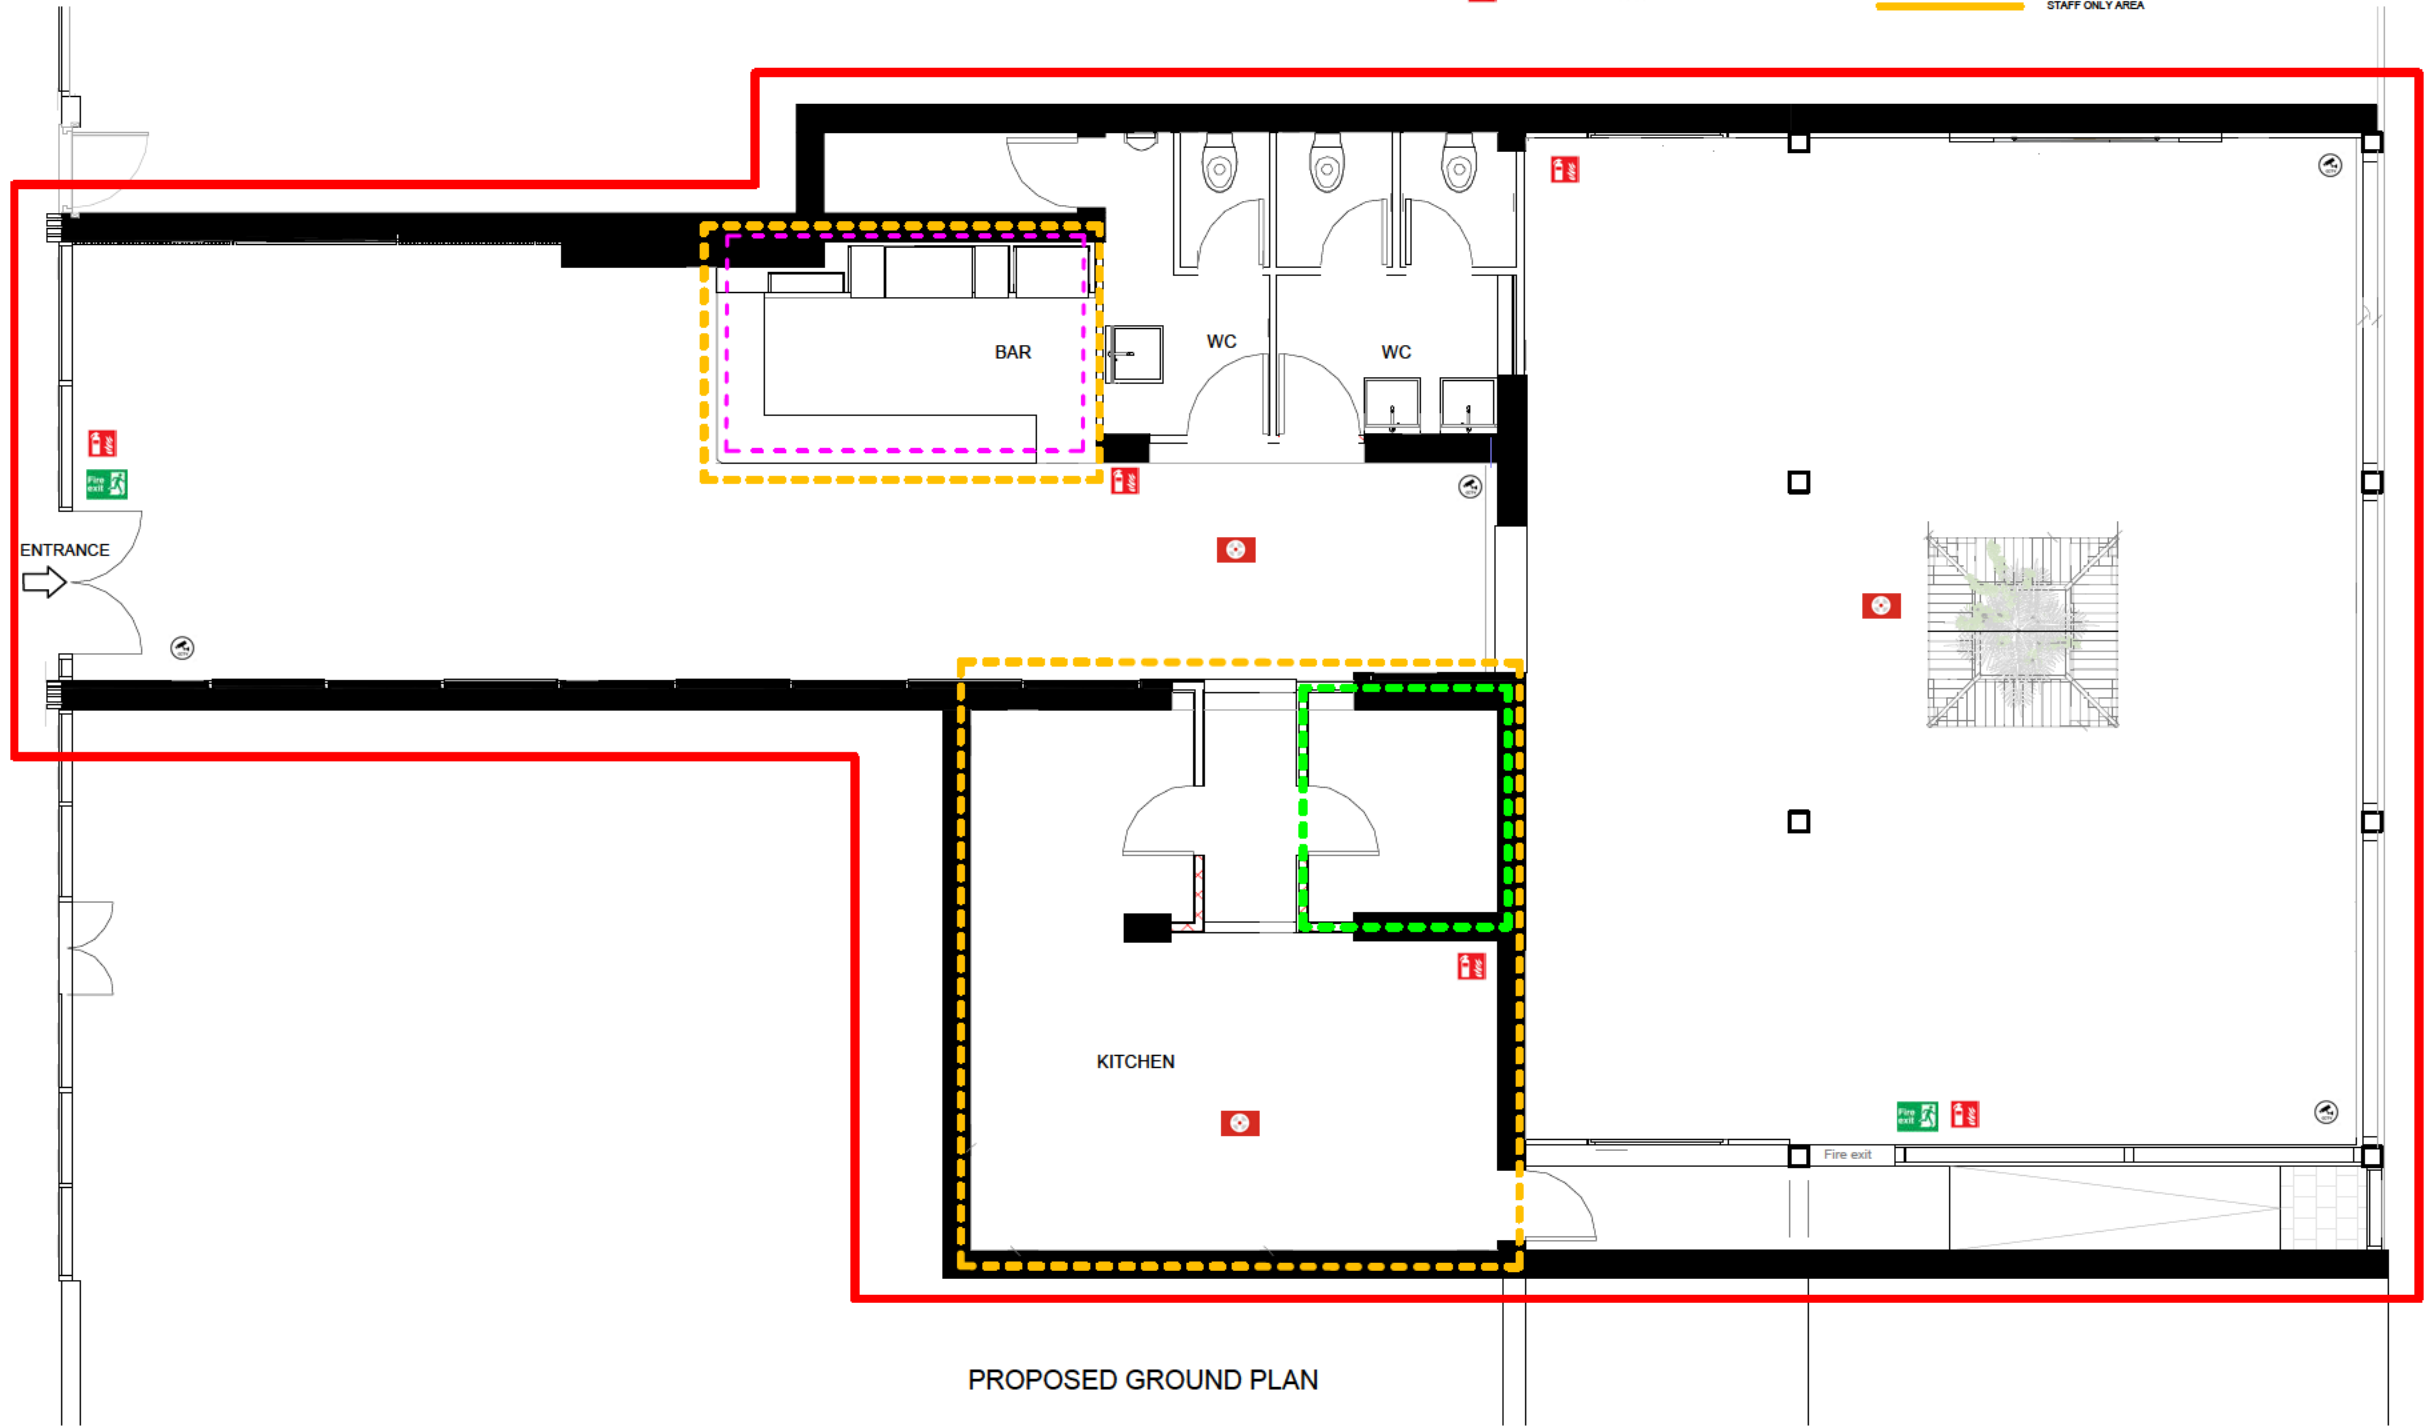 STAFF ONLY AREA
BAR
WC
WC
Fire
exit
ENTRANCE
KITCHEN
Fire
exit
Fire exit
PROPOSED GROUND PLAN